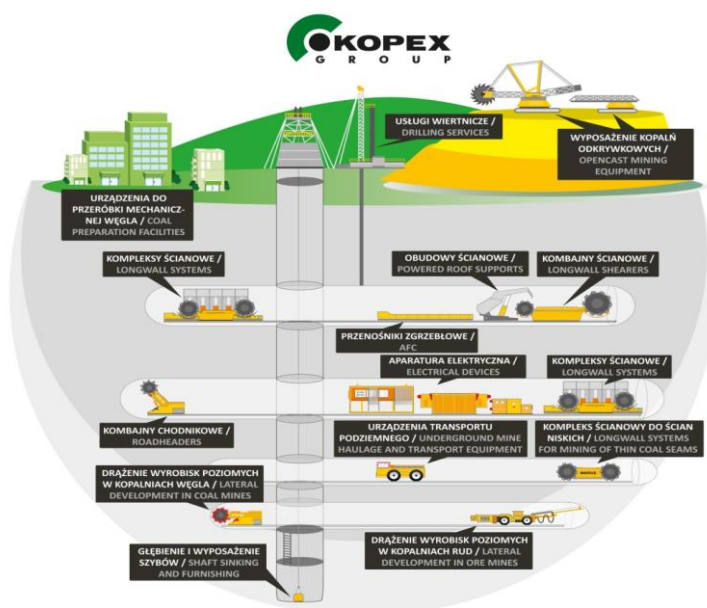 KOPEX
GROUP
USŁUGI WIERTNICZE /
DRILLING SERVICES
WYPOSAŻENIE KOPALŃ
ODKRYWKOWYCH /
OPENCAST MINING
EQUIPMENT
URZĄDZENIA DO
PRZERÓBKI MECHANICZ-
NEJ WĘGLA / COAL
PREPARATION FACILITIES
KOMPLEKSY ŚCIANOWE /
LONGWALL SYSTEMS
OBUDOWY ŚCIANOWE /
POWERED ROOF SUPPORTS
KOMBAJNY ŚCIANOWE /
LONGWALL SHEARERS
PRZENOŚNIKI ZGRZEBŁOWE /
AFC
APARATURA ELEKTRYCZNA /
ELECTRICAL DEVICES
KOMPLEKSY ŚCIANOWE /
LONGWALL SYSTEMS
KOMBAJNY CHODNIKOWE /
ROADHEADERS
URZĄDZENIA TRANSPORTU
PODZIEMNEGO / UNDERGROUND MINE
HAULAGE AND TRANSPORT EQUIPMENT
KOMPLEKS ŚCIANOWY DO ŚCIAN
NISKICH / LONGWALL SYSTEMS
FOR MINING OF THIN COAL SEAMS
DRĄŻENIE WYROBISK POZIOMYCH
W KOPALNIACH WĘGLA / LATERAL
DEVELOPMENT IN COAL MINES
DRĄŻENIE WYROBISK POZIOMYCH
W KOPALNIACH RUD / LATERAL
DEVELOPMENT IN ORE MINES
GŁĘBIENIE I WYPOSAŻENIE
SZYBÓW / SHAFT SINKING
AND FURNISHING